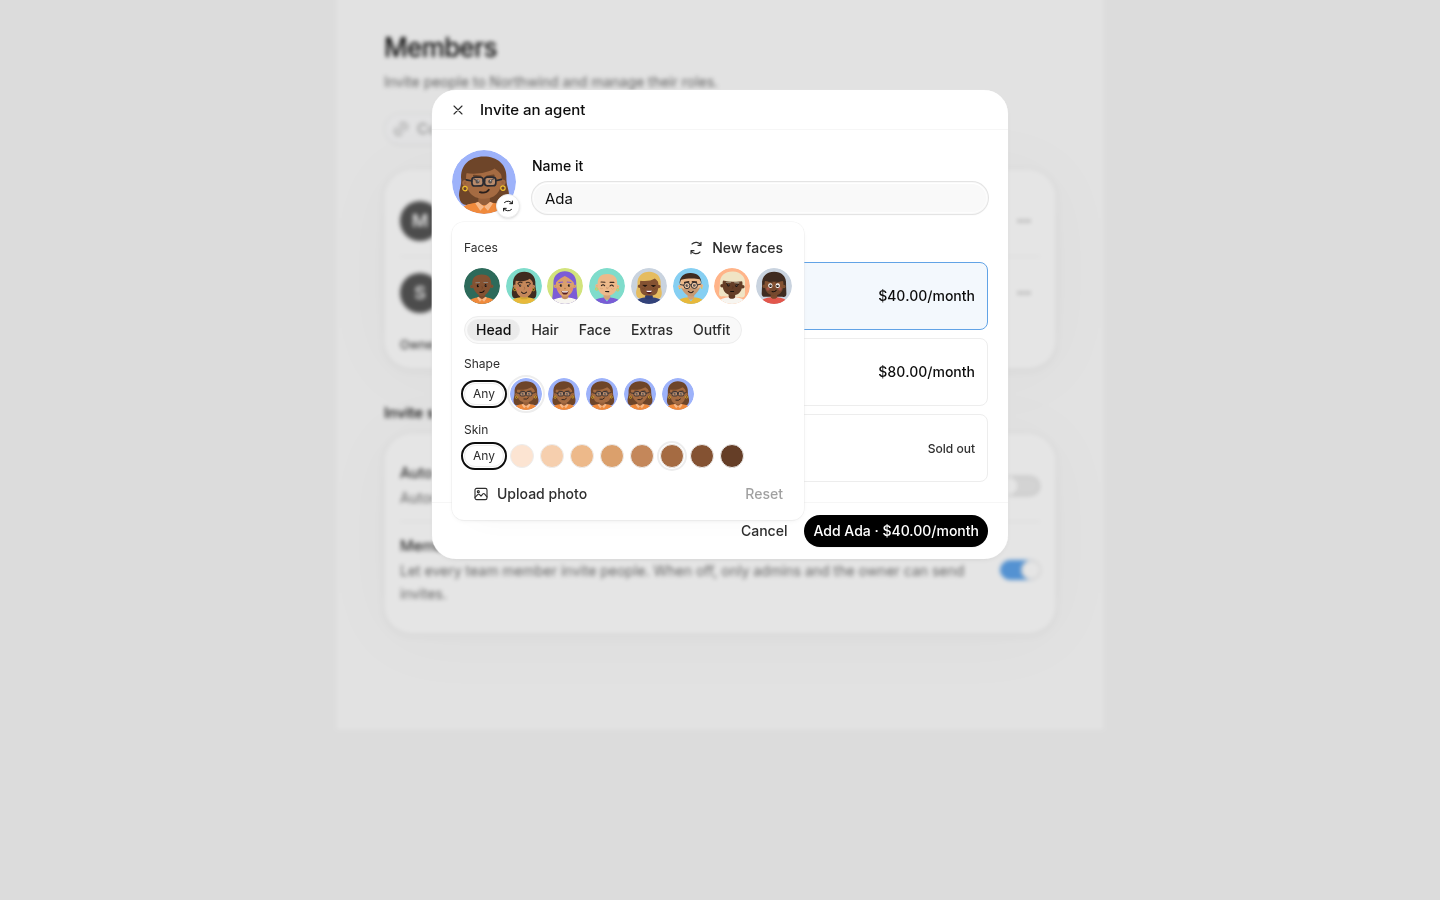 Members
Invite people to Northwind and manage their roles.
Invite an agent
Name it
Ada
M
S
Faces
New faces
$40.00/month
Head
Hair
Face
Extras
Outfit
Shape
$80.00/month
Any
Skin
Any
Sold out
Upload photo
Reset
Cancel
Add Ada · $40.00/month
Let every team member invite people. When off, only admins and the owner can send
invites.